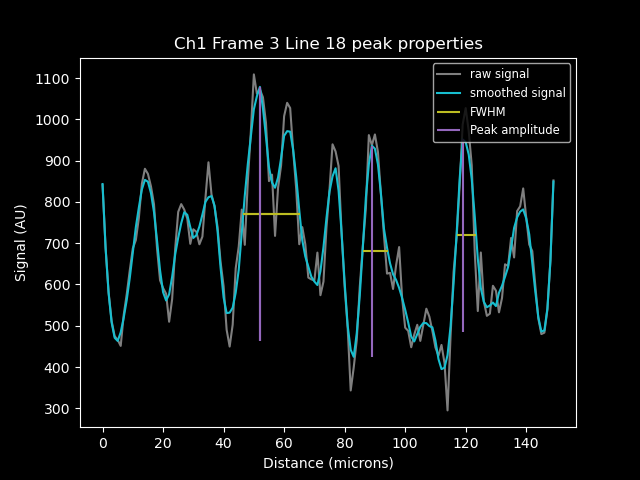 Ch1 Frame 3 Line 18 peak properties
raw signal
smoothed signal
FWHM
Peak amplitude
Signal (AU)
1100
1000
900
800
700
600
500
400
300
0 20 40 60 80 100 120 140
Distance (microns)